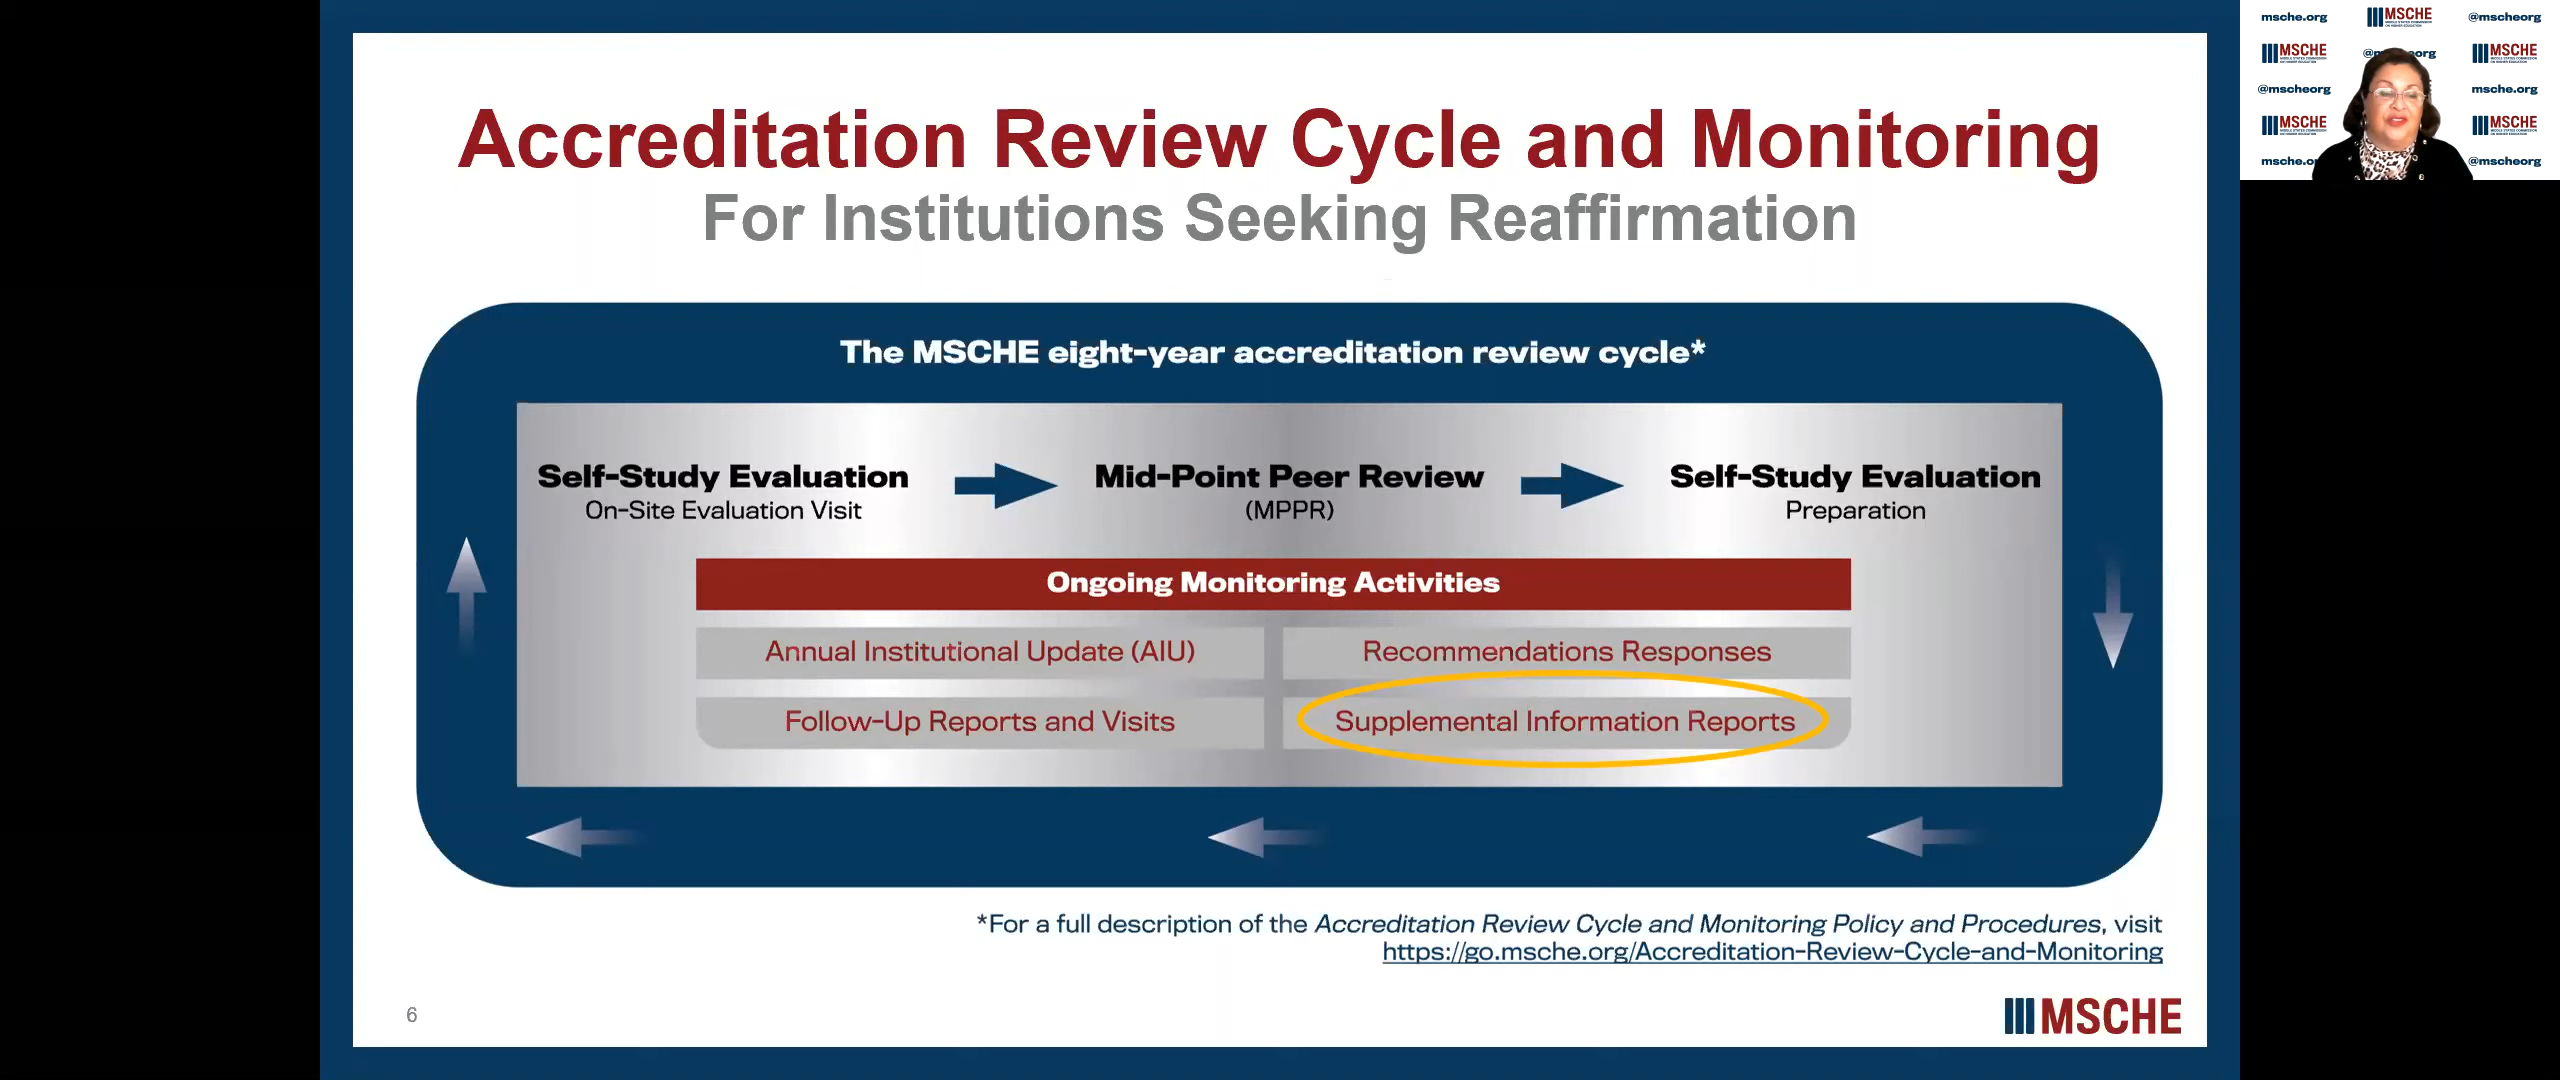 Accreditation Review Cycle and Monitoring
For Institutions Seeking Reaffirmation
The MSCHE eight-year accreditation review cycle*
Self-Study Evaluation
On-Site Evaluation Visit
Mid-Point Peer Review
(MPPR)
Self-Study Evaluation
Preparation
Ongoing Monitoring Activities
Annual Institutional Update (AIU)
Recommendations Responses
Follow-Up Reports and Visits
Supplemental Information Reports
*For a full description of the Accreditation Review Cycle and Monitoring Policy and Procedures, visit
https://go.msche.org/Accreditation-Review-Cycle-and-Monitoring
6
MSCHE
msche.org
MSCHE
@mscheorg
MSCHE
MSCHE
@mscheorg
msche.org
MSCHE
MSCHE
@mscheorg